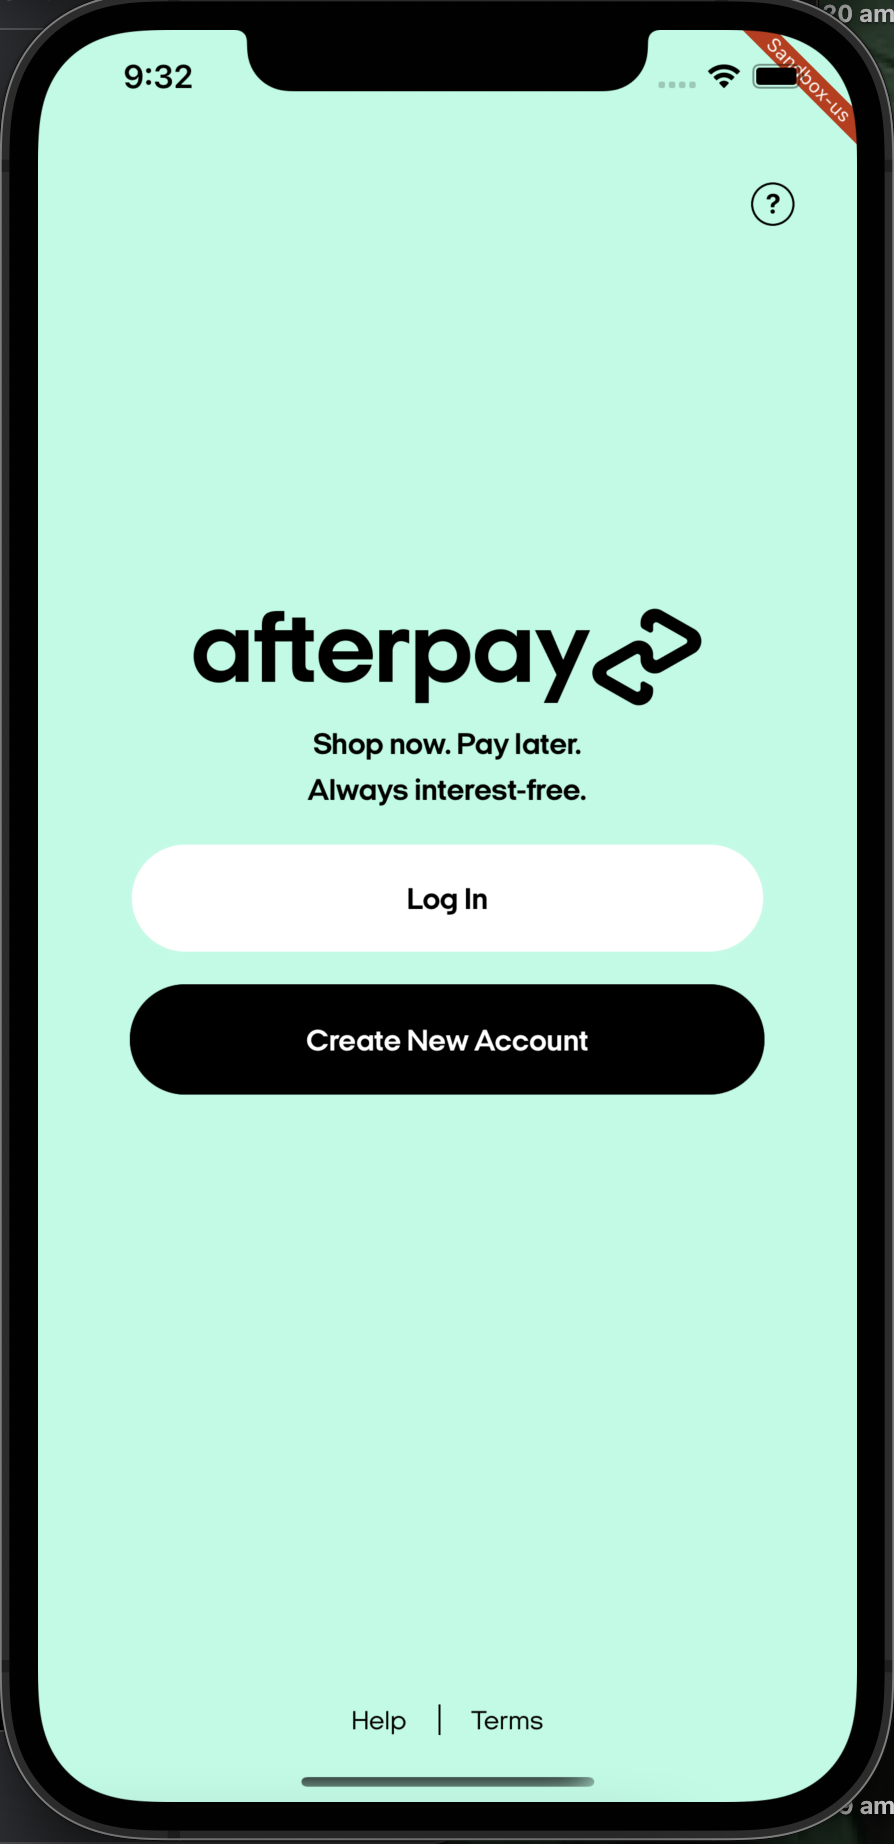 20 am
9:32
Sandbox-us
?
afterpay
Shop now. Pay later.
Always interest-free.
Log In
Create New Account
Help | Terms
am